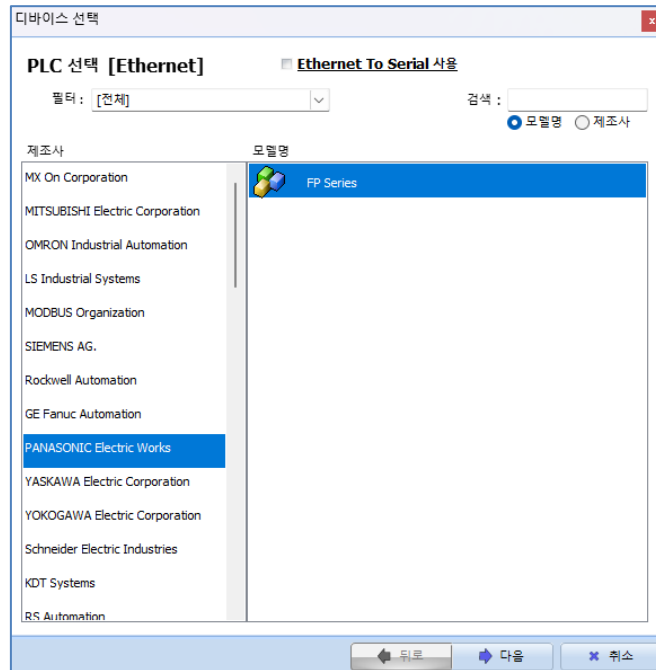 디바이스 선택
x
PLC 선택 [Ethernet]
Ethernet To Serial 사용
필터 : [전체]
검색 :
모델명 제조사
제조사
모델명
MX On Corporation
MITSUBISHI Electric Corporation
OMRON Industrial Automation
LS Industrial Systems
MODBUS Organization
SIEMENS AG.
Rockwell Automation
GE Fanuc Automation
PANASONIC Electric Works
YASKAWA Electric Corporation
YOKOGAWA Electric Corporation
Schneider Electric Industries
KDT Systems
RS Automation
FP Series
뒤로 다음 취소